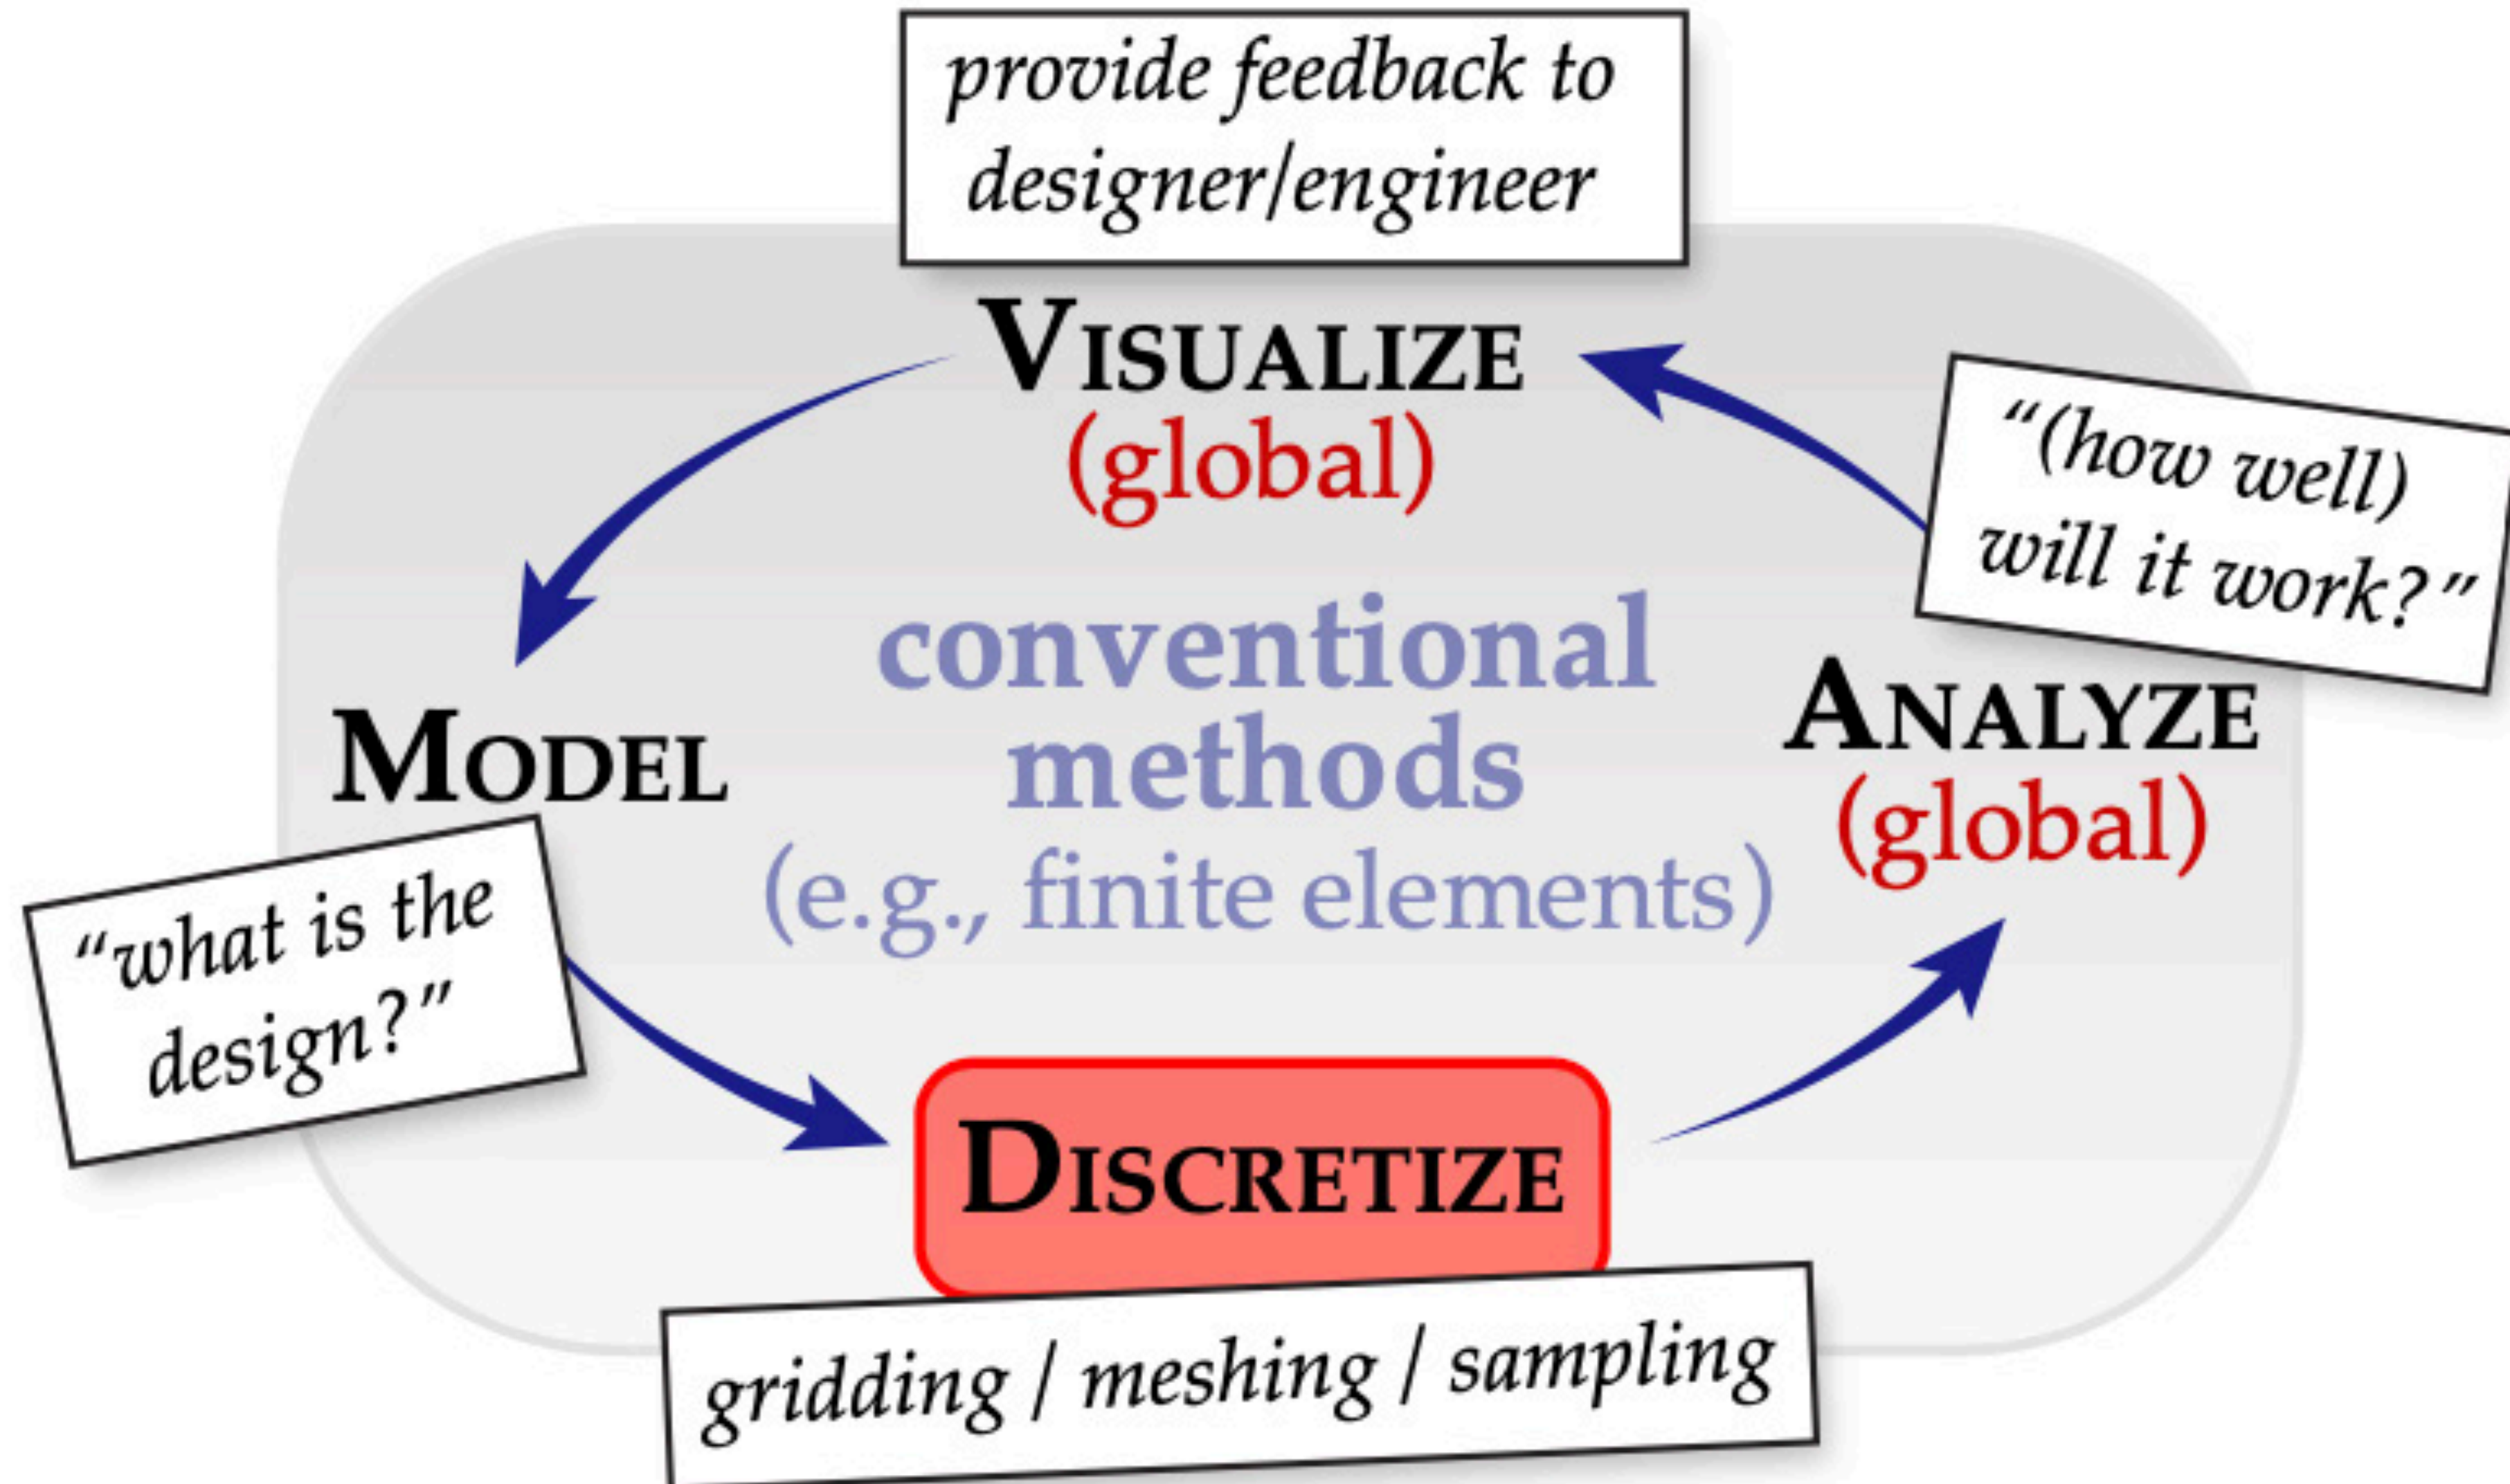 provide feedback to
designer/engineer
VISUALIZE
(global)
“(how well)
will it work?”
conventional
methods
(e.g., finite elements)
MODEL
ANALYZE
(global)
“what is the
design?”
DISCRETIZE
gridding / meshing / sampling